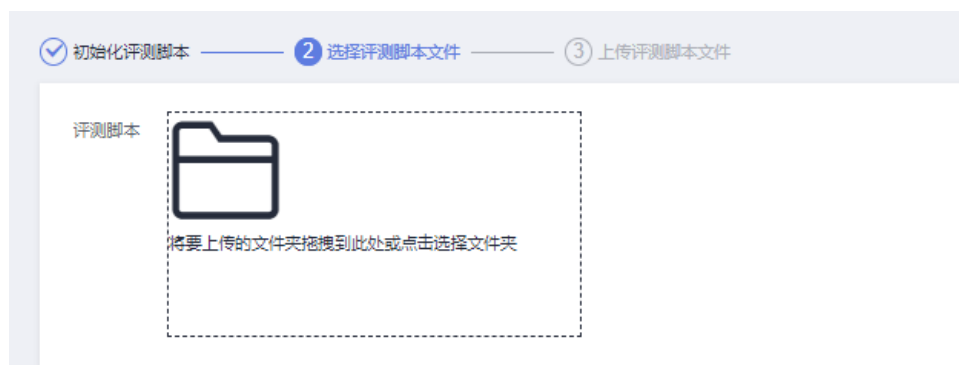 初始化评测脚本 2 选择评测脚本文件 3 上传评测脚本文件
评测脚本
将要上传的文件夹拖拽到此处或点击选择文件夹